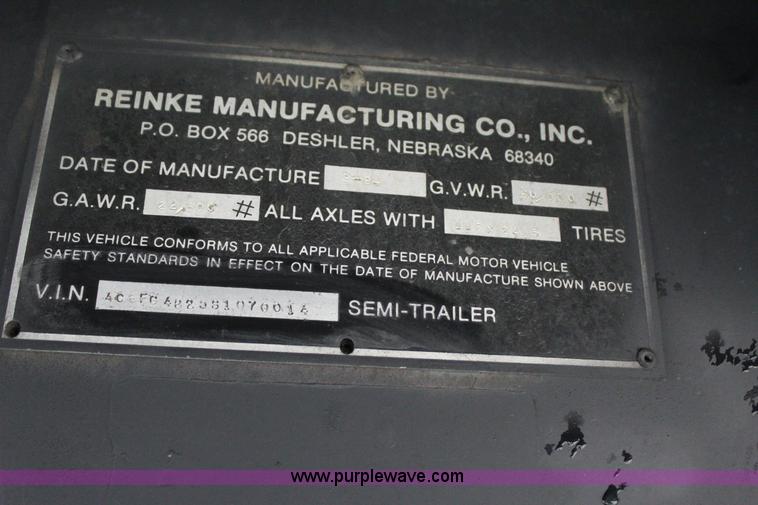 MANUFACTURED BY
REINKE MANUFACTURING CO., INC.
P.O. BOX 566 DESHLER, NEBRASKA 68340
DATE OF MANUFACTURE G.V.W.R. #
G.A.W.R. # ALL AXLES WITH TIRES
THIS VEHICLE CONFORMS TO ALL APPLICABLE FEDERAL MOTOR VEHICLE
SAFETY STANDARDS IN EFFECT ON THE DATE OF MANUFACTURE SHOWN ABOVE
V.I.N. SEMI-TRAILER
www.purplewave.com